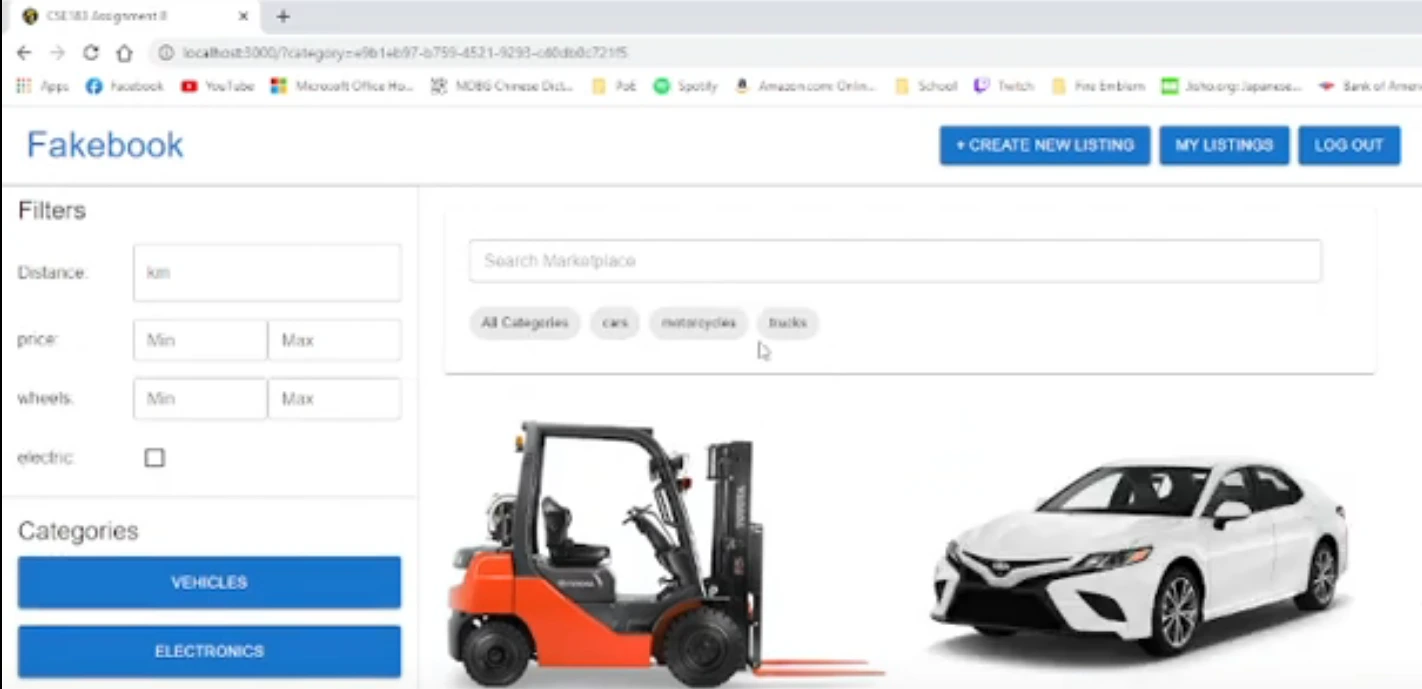 CSE183 Assignment 8
localhost:3000/?category=e9b1eb97-b759-4521-9293-c60db0c721f5
Apps Facebook YouTube Microsoft Office Ho... MDBG Chinese Dict... PoE Spotify Amazon.com: Onlin... School Twitch Fire Emblem Jisho.org: Japanese... Bank of Amer
Fakebook + CREATE NEW LISTING MY LISTINGS LOG OUT
Filters
Distance: km
price: Min Max
wheels: Min Max
electric:
Search Marketplace
All Categories cars motorcycles trucks
Categories
VEHICLES
ELECTRONICS
TOYOTA